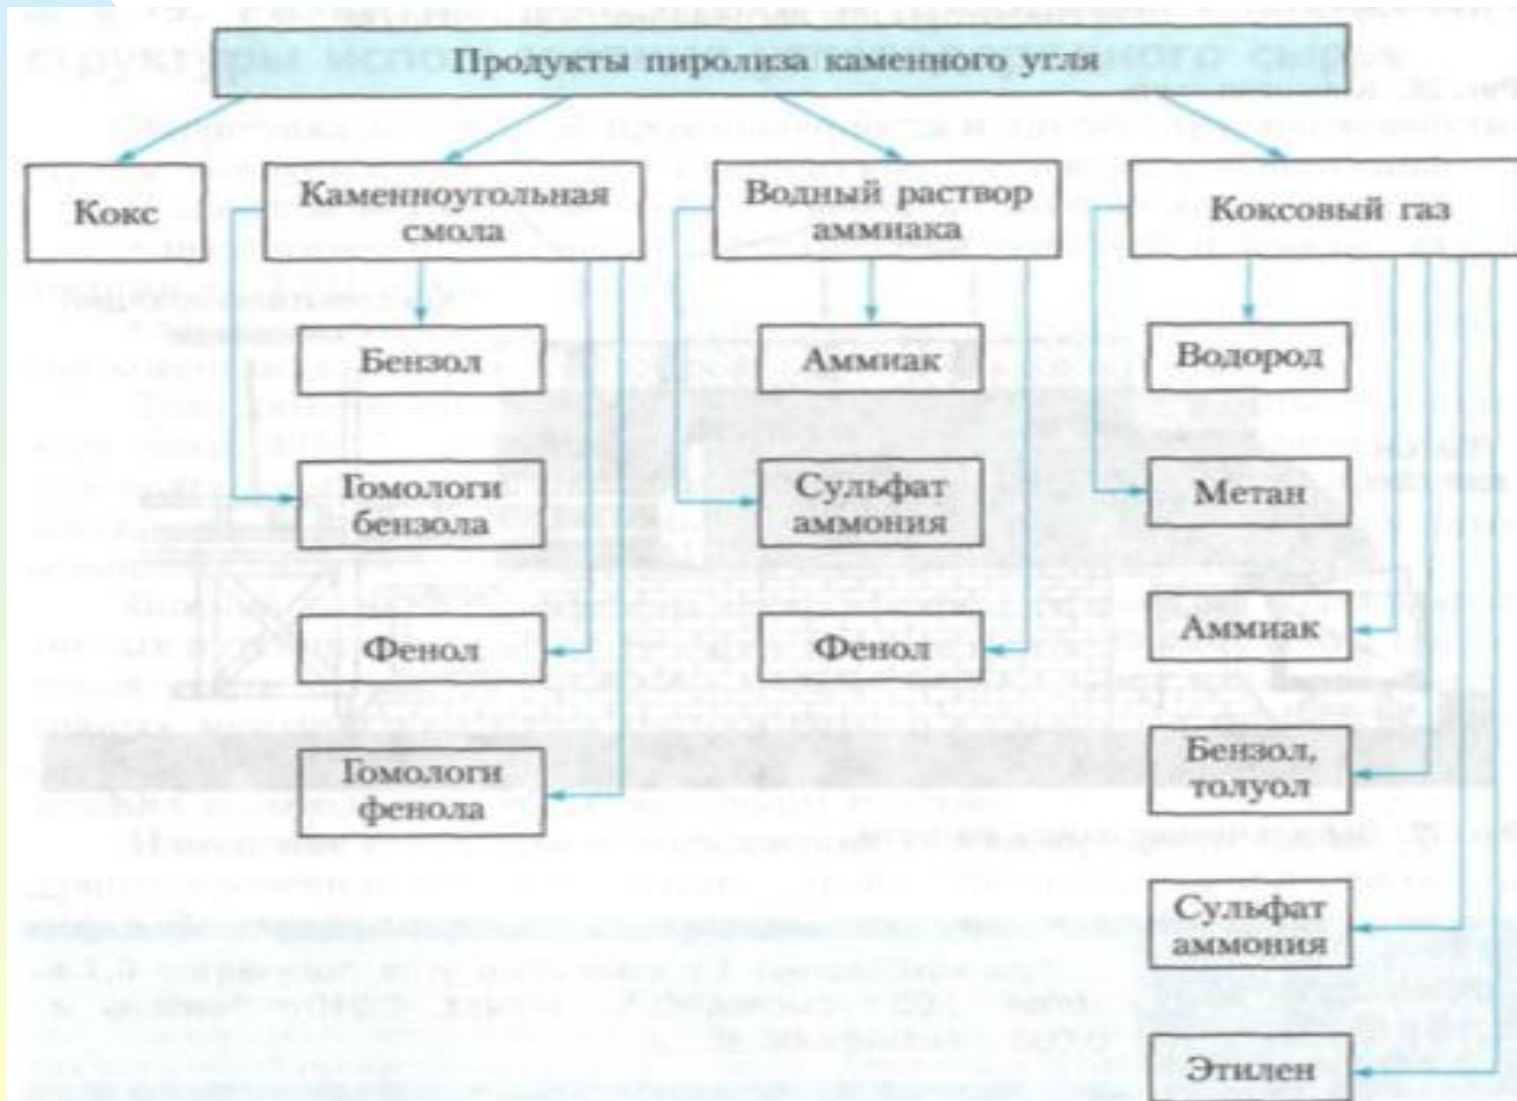 Продукты пиролиза каменного угля
Кокс
Каменноугольная
смола
Водный раствор
аммиака
Коксовый газ
Бензол
Аммиак
Водород
Гомологи
бензола
Сульфат
аммония
Метан
Фенол
Фенол
Аммиак
Гомологи
фенола
Бензол,
толуол
Сульфат
аммония
Этилен